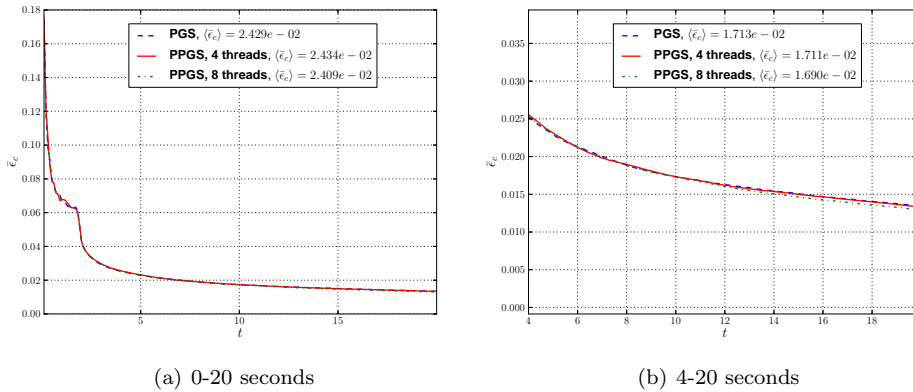 0.18
0.16
0.14
0.12
0.10
0.08
0.06
0.04
0.02
0.00
ε̄c
5
10
15
t
PGS, ⟨ε̄c⟩ = 2.429e − 02
PPGS, 4 threads, ⟨ε̄c⟩ = 2.434e − 02
PPGS, 8 threads, ⟨ε̄c⟩ = 2.409e − 02
(a) 0-20 seconds
0.035
0.030
0.025
0.020
0.015
0.010
0.005
0.000
ε̄c
4
6
8
10
12
14
16
18
t
PGS, ⟨ε̄c⟩ = 1.713e − 02
PPGS, 4 threads, ⟨ε̄c⟩ = 1.711e − 02
PPGS, 8 threads, ⟨ε̄c⟩ = 1.690e − 02
(b) 4-20 seconds